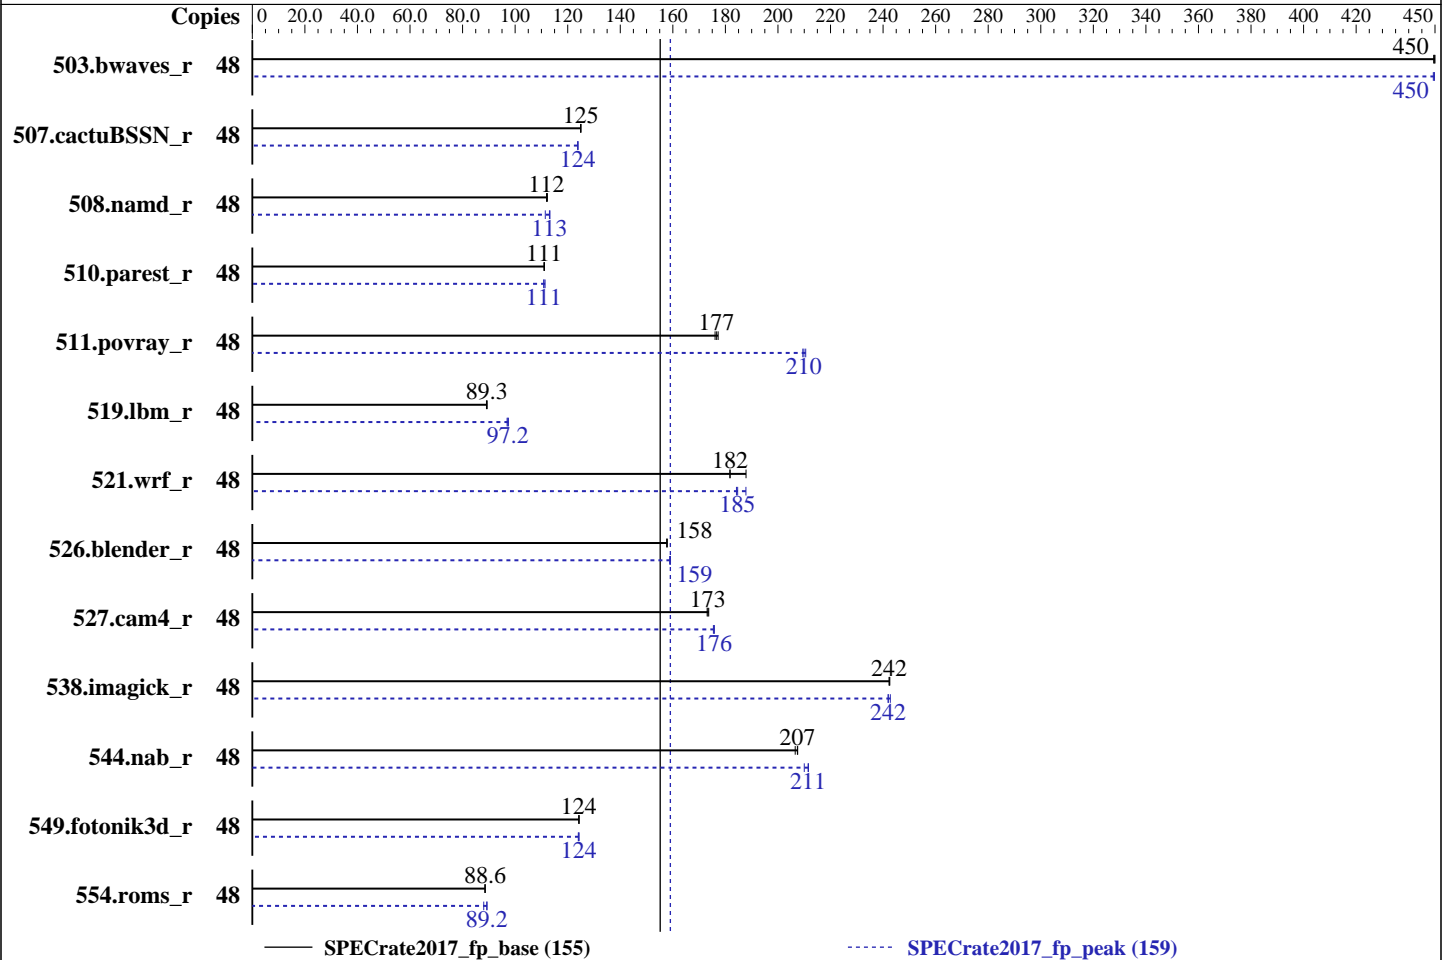 Copies 0 20.0 40.0 60.0 80.0 100 120 140 160 180 200 220 240 260 280 300 320 340 360 380 400 420 450
503.bwaves_r 48 450
450
507.cactuBSSN_r 48 125
124
508.namd_r 48 112
113
510.parest_r 48 111
111
511.povray_r 48 177
210
519.lbm_r 48 89.3
97.2
521.wrf_r 48 182
185
526.blender_r 48 158
159
527.cam4_r 48 173
176
538.imagick_r 48 242
242
544.nab_r 48 207
211
549.fotonik3d_r 48 124
124
554.roms_r 48 88.6
89.2
SPECrate2017_fp_base (155) SPECrate2017_fp_peak (159)